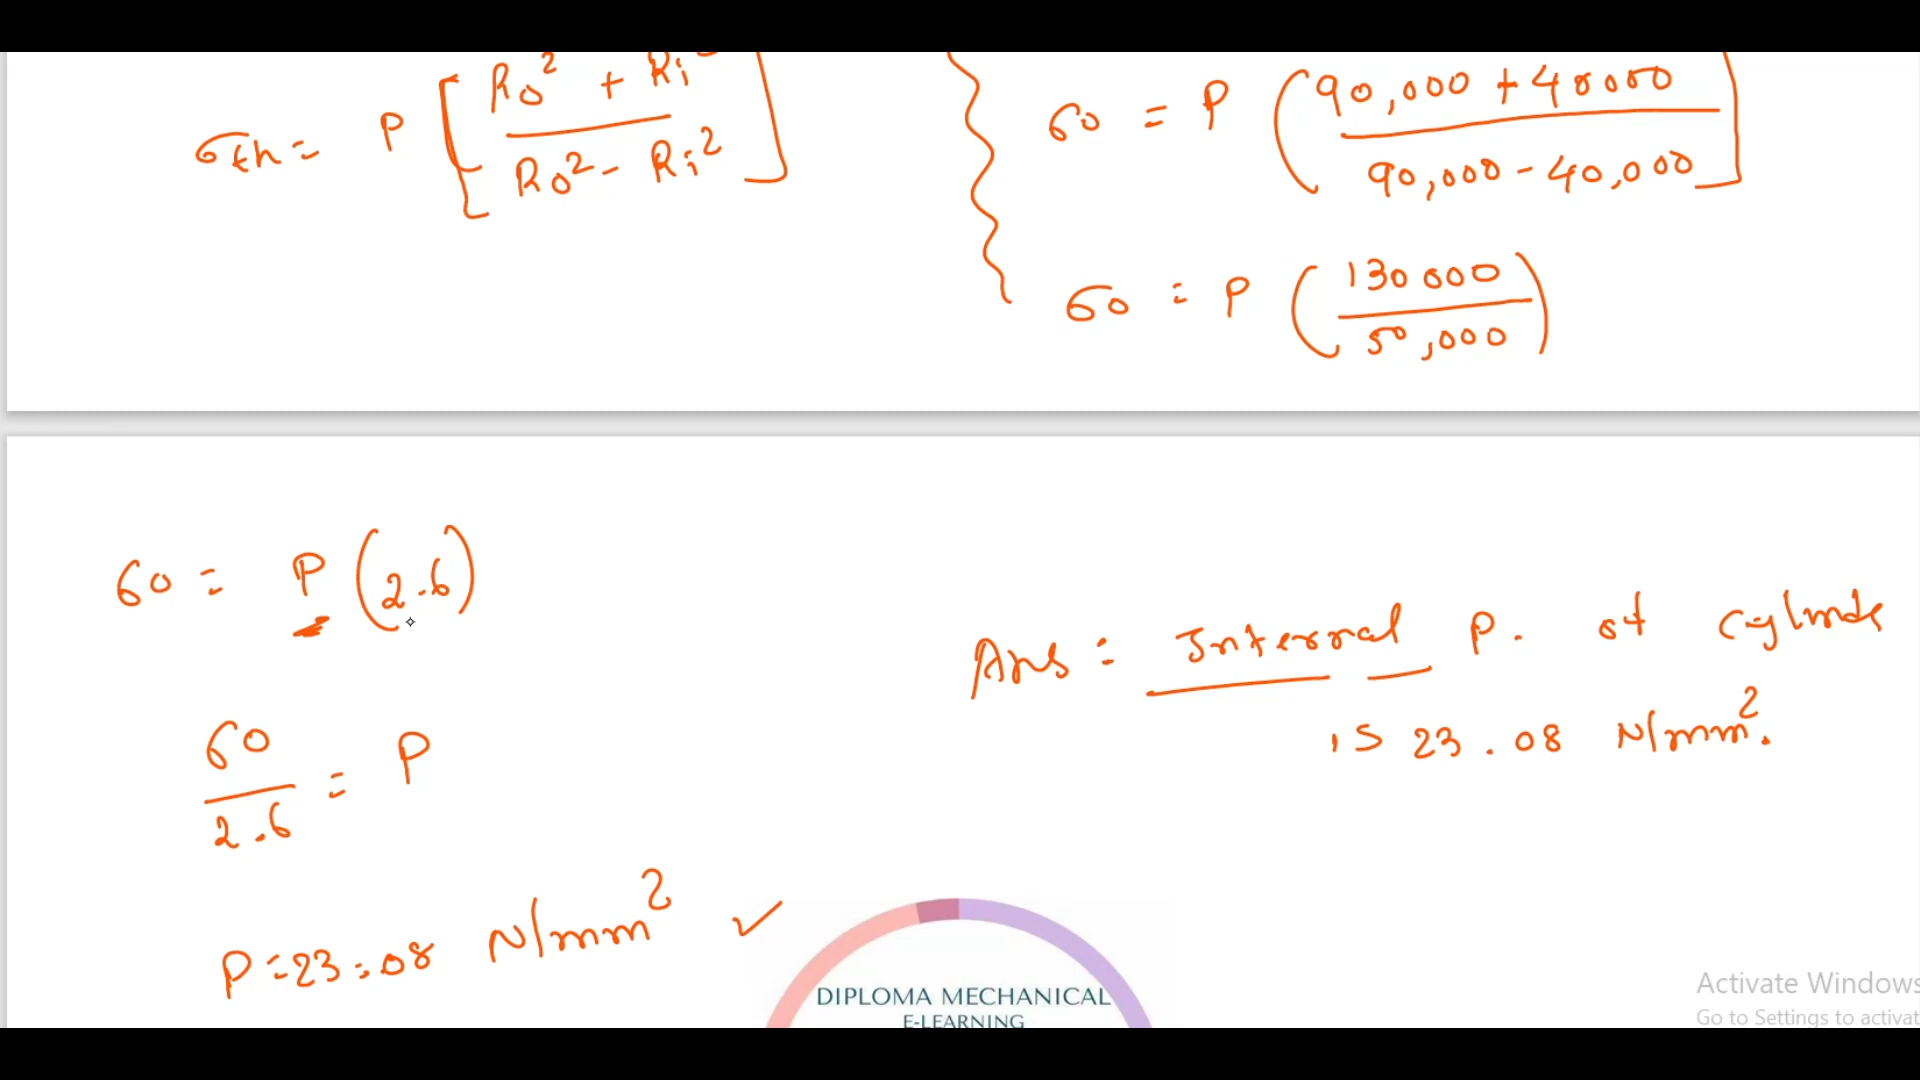 σth = P [ Ro² + Ri² / Ro² - Ri² ]
60 = P ( 90,000 + 40000 / 90,000 - 40,000 ]
60 = P ( 130000 / 50,000 )
60 = P (2.6)
60 / 2.6 = P
P = 23.08 N/mm² ✓
Ans : Internal P. of
is 23.08 N/mm².
DIPLOMA MECHANICAL
E-LEARNING
Activate Windows
Go to Settings to activat